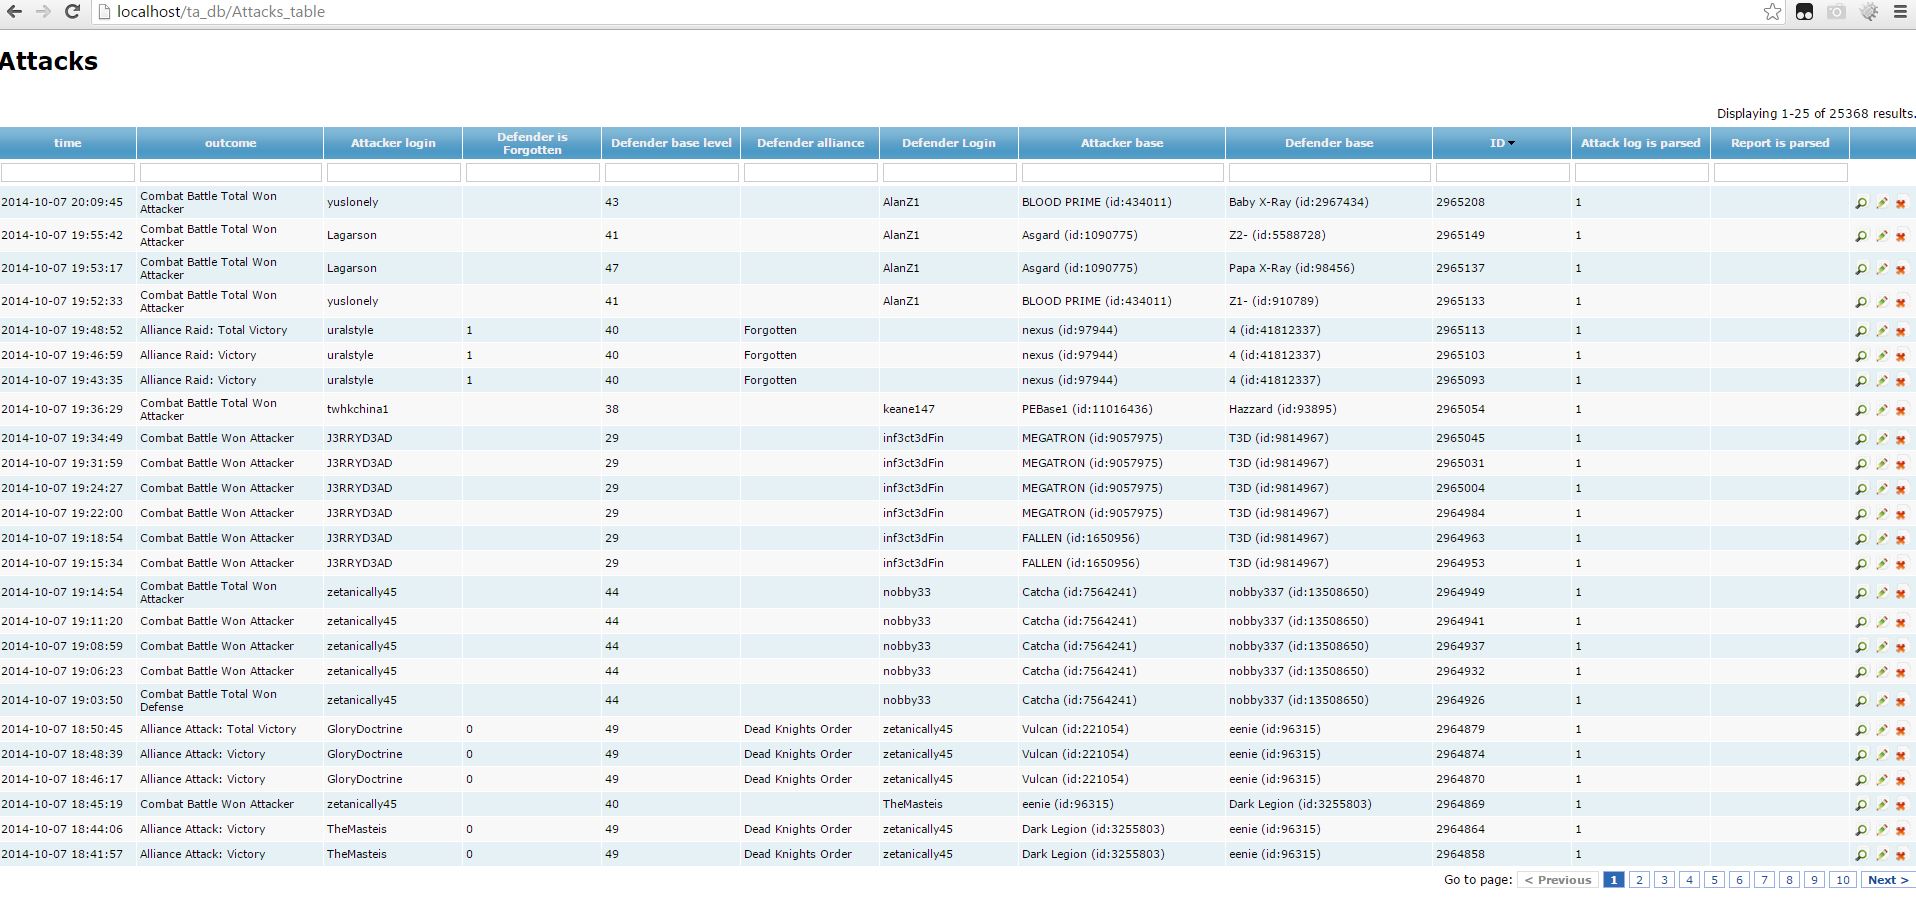 localhost/ta_db/Attacks_table
Attacks
Displaying 1-25 of 25368 results.
time outcome Attacker login Defender is Forgotten Defender base level Defender alliance Defender Login Attacker base Defender base ID Attack log is parsed Report is parsed
2014-10-07 20:09:45 Combat Battle Total Won Attacker yuslonely 43 AlanZ1 BLOOD PRIME (id:434011) Baby X-Ray (id:2967434) 2965208 1
2014-10-07 19:55:42 Combat Battle Total Won Attacker Lagarson 41 AlanZ1 Asgard (id:1090775) Z2- (id:5588728) 2965149 1
2014-10-07 19:53:17 Combat Battle Total Won Attacker Lagarson 47 AlanZ1 Asgard (id:1090775) Papa X-Ray (id:98456) 2965137 1
2014-10-07 19:52:33 Combat Battle Total Won Attacker yuslonely 41 AlanZ1 BLOOD PRIME (id:434011) Z1- (id:910789) 2965133 1
2014-10-07 19:48:52 Alliance Raid: Total Victory uralstyle 1 40 Forgotten nexus (id:97944) 4 (id:41812337) 2965113 1
2014-10-07 19:46:59 Alliance Raid: Victory uralstyle 1 40 Forgotten nexus (id:97944) 4 (id:41812337) 2965103 1
2014-10-07 19:43:35 Alliance Raid: Victory uralstyle 1 40 Forgotten nexus (id:97944) 4 (id:41812337) 2965093 1
2014-10-07 19:36:29 Combat Battle Total Won Attacker twhkchina1 38 keane147 PEBase1 (id:11016436) Hazzard (id:93895) 2965054 1
2014-10-07 19:34:49 Combat Battle Won Attacker J3RRYD3AD 29 inf3ct3dFin MEGATRON (id:9057975) T3D (id:9814967) 2965045 1
2014-10-07 19:31:59 Combat Battle Won Attacker J3RRYD3AD 29 inf3ct3dFin MEGATRON (id:9057975) T3D (id:9814967) 2965031 1
2014-10-07 19:24:27 Combat Battle Won Attacker J3RRYD3AD 29 inf3ct3dFin MEGATRON (id:9057975) T3D (id:9814967) 2965004 1
2014-10-07 19:22:00 Combat Battle Won Attacker J3RRYD3AD 29 inf3ct3dFin MEGATRON (id:9057975) T3D (id:9814967) 2964984 1
2014-10-07 19:18:54 Combat Battle Won Attacker J3RRYD3AD 29 inf3ct3dFin FALLEN (id:1650956) T3D (id:9814967) 2964963 1
2014-10-07 19:15:34 Combat Battle Won Attacker J3RRYD3AD 29 inf3ct3dFin FALLEN (id:1650956) T3D (id:9814967) 2964953 1
2014-10-07 19:14:54 Combat Battle Total Won Attacker zetanically45 44 nobby33 Catcha (id:7564241) nobby337 (id:13508650) 2964949 1
2014-10-07 19:11:20 Combat Battle Won Attacker zetanically45 44 nobby33 Catcha (id:7564241) nobby337 (id:13508650) 2964941 1
2014-10-07 19:08:59 Combat Battle Won Attacker zetanically45 44 nobby33 Catcha (id:7564241) nobby337 (id:13508650) 2964937 1
2014-10-07 19:06:23 Combat Battle Won Attacker zetanically45 44 nobby33 Catcha (id:7564241) nobby337 (id:13508650) 2964932 1
2014-10-07 19:03:50 Combat Battle Total Won Defense zetanically45 44 nobby33 Catcha (id:7564241) nobby337 (id:13508650) 2964926 1
2014-10-07 18:50:45 Alliance Attack: Total Victory GloryDoctrine 0 49 Dead Knights Order zetanically45 Vulcan (id:221054) eenie (id:96315) 2964879 1
2014-10-07 18:48:39 Alliance Attack: Victory GloryDoctrine 0 49 Dead Knights Order zetanically45 Vulcan (id:221054) eenie (id:96315) 2964874 1
2014-10-07 18:46:17 Alliance Attack: Victory GloryDoctrine 0 49 Dead Knights Order zetanically45 Vulcan (id:221054) eenie (id:96315) 2964870 1
2014-10-07 18:45:19 Combat Battle Won Attacker zetanically45 40 TheMasteis eenie (id:96315) Dark Legion (id:3255803) 2964869 1
2014-10-07 18:44:06 Alliance Attack: Victory TheMasteis 0 49 Dead Knights Order zetanically45 Dark Legion (id:3255803) eenie (id:96315) 2964864 1
2014-10-07 18:41:57 Alliance Attack: Victory TheMasteis 0 49 Dead Knights Order zetanically45 Dark Legion (id:3255803) eenie (id:96315) 2964858 1
Go to page: < Previous 1 2 3 4 5 6 7 8 9 10 Next >